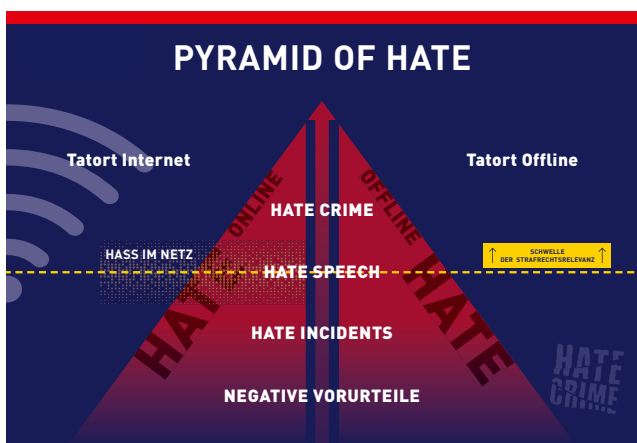 PYRAMID OF HATE
Tatort Internet
Tatort Offline
HATE ONLINE
OFFLINE HATE
HATE CRIME
HASS IM NETZ
SCHWELLE
DER STRAFRECHTSRELEVANZ
HATE SPEECH
HATE INCIDENTS
NEGATIVE VORURTEILE
HATE
CRIME